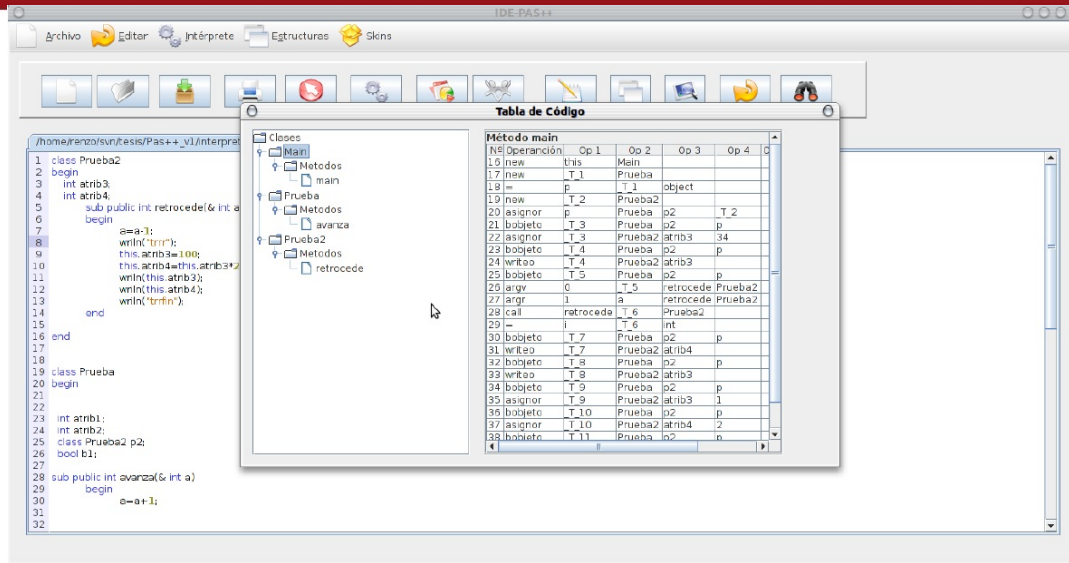 IDE-PAS++
Archivo Editar Intérprete Estructuras Skins
/home/renzo/svn/tesis/Pas++_v1/interpret
1 class Prueba2
2 begin
3 int atrib3;
4 int atrib4;
5 sub public int retrocede(& int a
6 begin
7 a=a-1;
8 wrln("trrr");
9 this.atrib3=100;
10 this.atrib4=this.atrib3*2
11 wrln(this.atrib3);
12 wrln(this.atrib4);
13 wrln("trrfin");
14 end
15
16 end
17
18
19 class Prueba
20 begin
21
22
23 int atrib1;
24 int atrib2;
25 class Prueba2 p2;
26 bool b1;
27
28 sub public int avanza(& int a)
29 begin
30 a=a+1;
31
32
Tabla de Código
Clases
Main
Metodos
main
Prueba
Metodos
avanza
Prueba2
Metodos
retrocede
Método main
Nº Operanción Op 1 Op 2 Op 3 Op 4
16 new this Main
17 new _T_1 Prueba
18 = p _T_1 object
19 new _T_2 Prueba2
20 asignor p Prueba p2 _T_2
21 bobjeto _T_3 Prueba p2 p
22 asignor _T_3 Prueba2 atrib3 34
23 bobjeto _T_4 Prueba p2 p
24 writeo _T_4 Prueba2 atrib3
25 bobjeto _T_5 Prueba p2 p
26 argv 0 _T_5 retrocede Prueba2
27 argr 1 a retrocede Prueba2
28 call retrocede _T_6 Prueba2
29 = i _T_6 int
30 bobjeto _T_7 Prueba p2 p
31 writeo _T_7 Prueba2 atrib4
32 bobjeto _T_8 Prueba p2 p
33 writeo _T_8 Prueba2 atrib3
34 bobjeto _T_9 Prueba p2 p
35 asignor _T_9 Prueba2 atrib3 1
36 bobjeto _T_10 Prueba p2 p
37 asignor _T_10 Prueba2 atrib4 2
38 bobjeto _T_11 Prueba p2 p